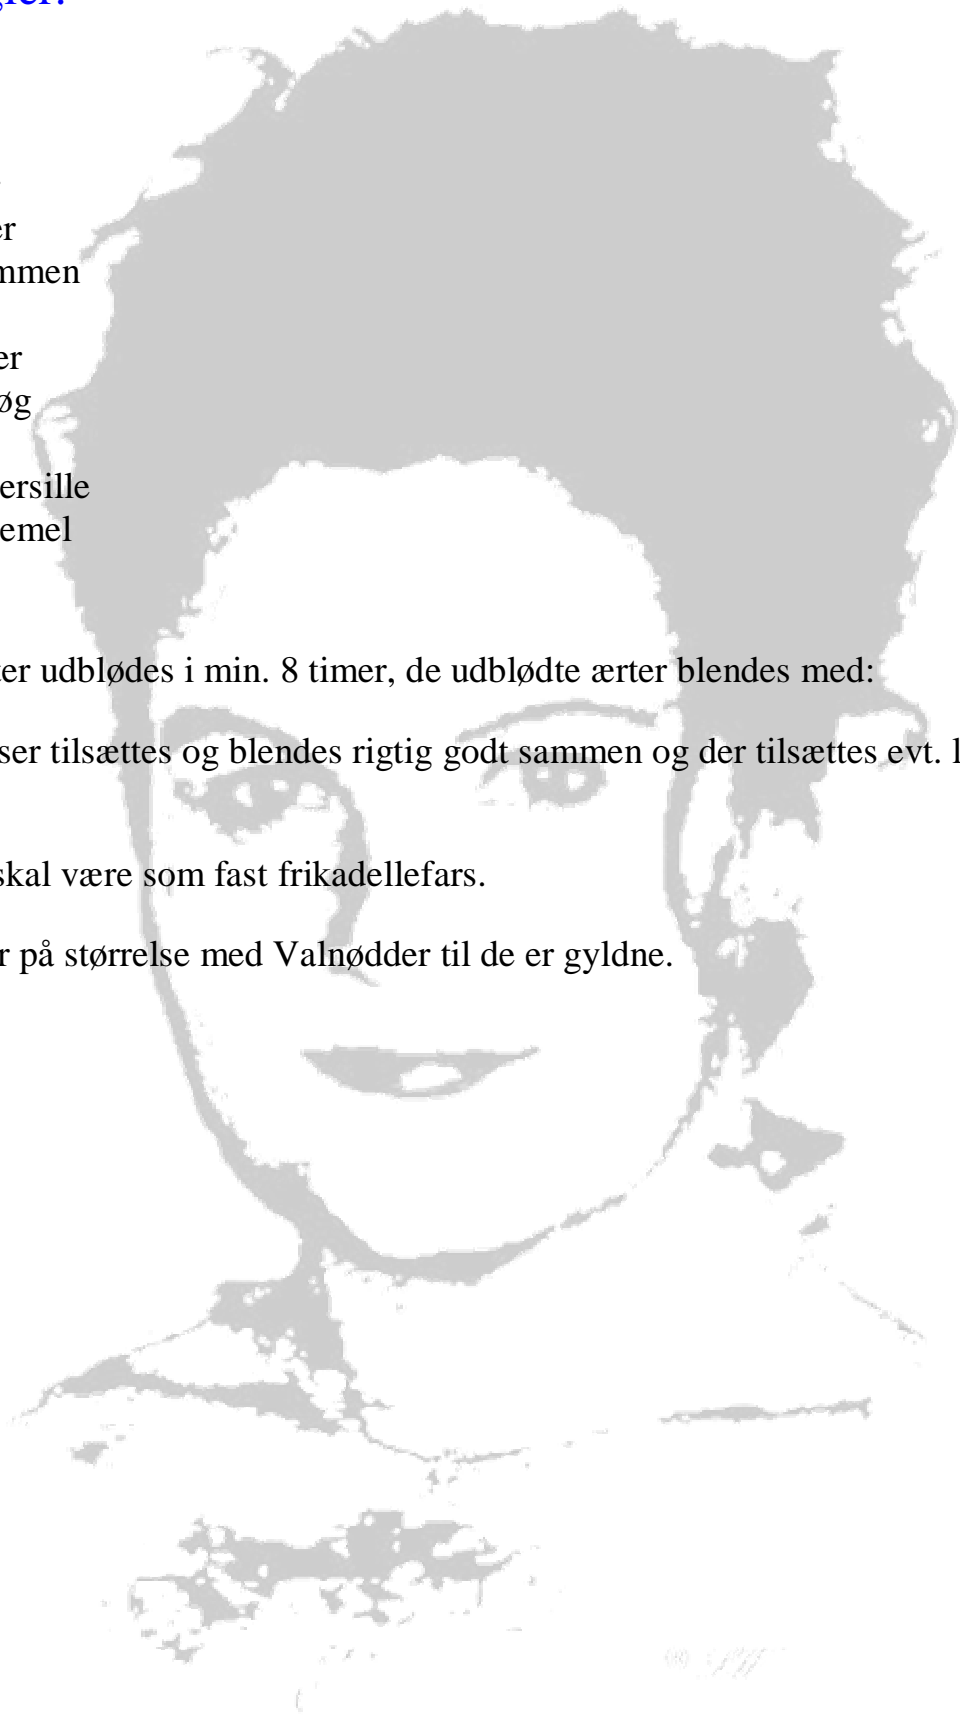 er
mmen
er
øg
ersille
emel
ter udblødes i min. 8 timer, de udblødte ærter blendes med:
ser tilsættes og blendes rigtig godt sammen og der tilsættes evt. l
skal være som fast frikadellefars.
r på størrelse med Valnødder til de er gyldne.